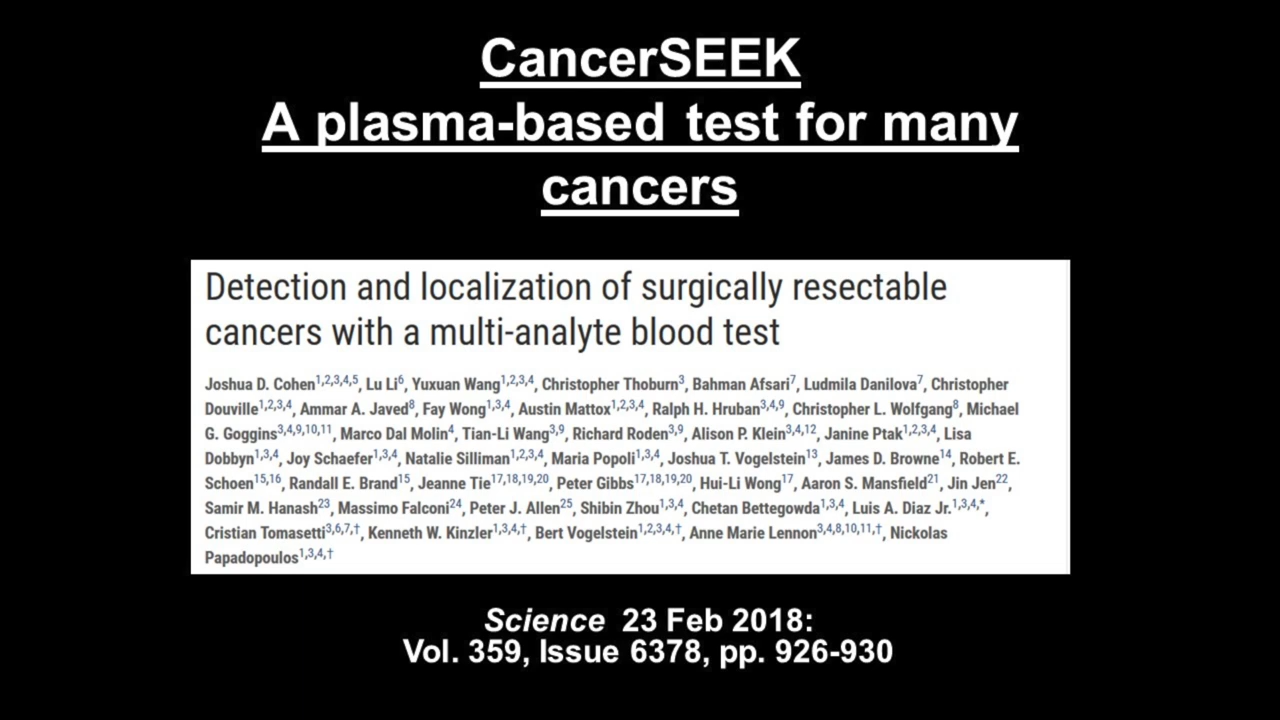 CancerSEEK
A plasma-based test for many
cancers
Detection and localization of surgically resectable
cancers with a multi-analyte blood test
Joshua D. Cohen1,2,3,4,5, Lu Li6, Yuxuan Wang1,2,3,4, Christopher Thoburn3, Bahman Afsari7, Ludmila Danilova7, Christopher
Douville1,2,3,4, Ammar A. Javed8, Fay Wong1,3,4, Austin Mattox1,2,3,4, Ralph H. Hruban3,4,9, Christopher L. Wolfgang8, Michael
G. Goggins3,4,9,10,11, Marco Dal Molin4, Tian-Li Wang3,9, Richard Roden3,9, Alison P. Klein3,4,12, Janine Ptak1,2,3,4, Lisa
Dobbyn1,3,4, Joy Schaefer1,3,4, Natalie Silliman1,2,3,4, Maria Popoli1,3,4, Joshua T. Vogelstein13, James D. Browne14, Robert E.
Schoen15,16, Randall E. Brand15, Jeanne Tie17,18,19,20, Peter Gibbs17,18,19,20, Hui-Li Wong17, Aaron S. Mansfield21, Jin Jen22,
Samir M. Hanash23, Massimo Falconi24, Peter J. Allen25, Shibin Zhou1,3,4, Chetan Bettegowda1,3,4, Luis A. Diaz Jr.1,3,4,*,
Cristian Tomasetti3,6,7,†, Kenneth W. Kinzler1,3,4,†, Bert Vogelstein1,2,3,4,†, Anne Marie Lennon3,4,8,10,11,†, Nickolas
Papadopoulos1,3,4,†
Science 23 Feb 2018:
Vol. 359, Issue 6378, pp. 926-930